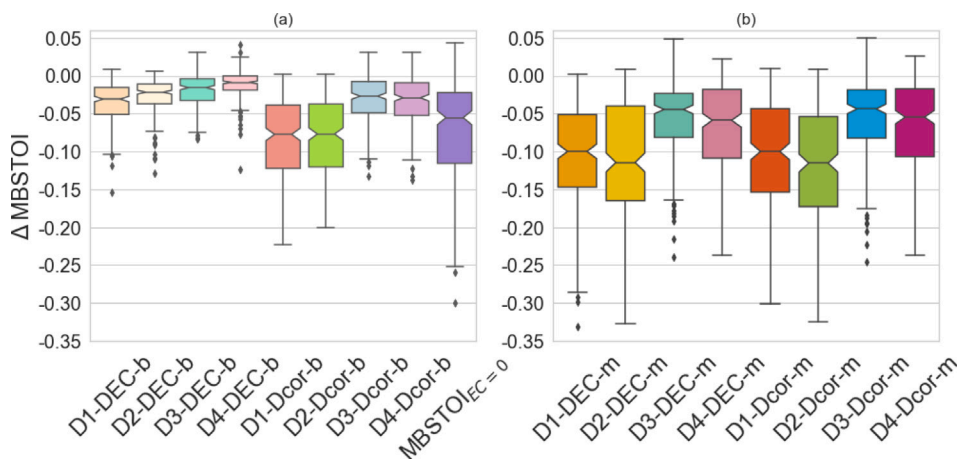 (a)
(b)
Δ MBSTOI
0.05
0.00
-0.05
-0.10
-0.15
-0.20
-0.25
-0.30
-0.35
D1-DEC-b
D2-DEC-b
D3-DEC-b
D4-DEC-b
D1-Dcor-b
D2-Dcor-b
D3-Dcor-b
D4-Dcor-b
MBSTOI_{EC=0}
0.05
0.00
-0.05
-0.10
-0.15
-0.20
-0.25
-0.30
-0.35
D1-DEC-m
D2-DEC-m
D3-DEC-m
D4-DEC-m
D1-Dcor-m
D2-Dcor-m
D3-Dcor-m
D4-Dcor-m